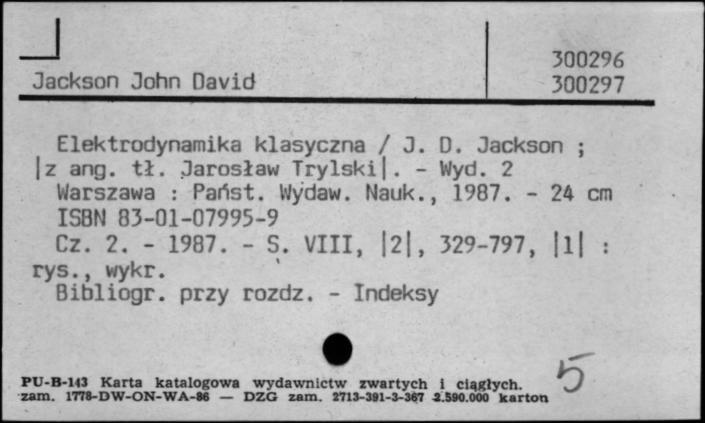 300296
Jackson John David 300297
Elektrodynamika klasyczna / J. D. Jackson ;
|z ang. tł. Jarosław Trylski|. - Wyd. 2
Warszawa : Państ. Wydaw. Nauk., 1987. - 24 cm
ISBN 83-01-07995-9
Cz. 2. - 1987. - S. VIII, |2|, 329-797, |1| :
rys., wykr.
Bibliogr. przy rozdz. - Indeksy
5
PU-B-143 Karta katalogowa wydawnictw zwartych i ciągłych.
zam. 1778-DW-ON-WA-86 — DZG zam. 2713-391-3-367 2.590.000 karton